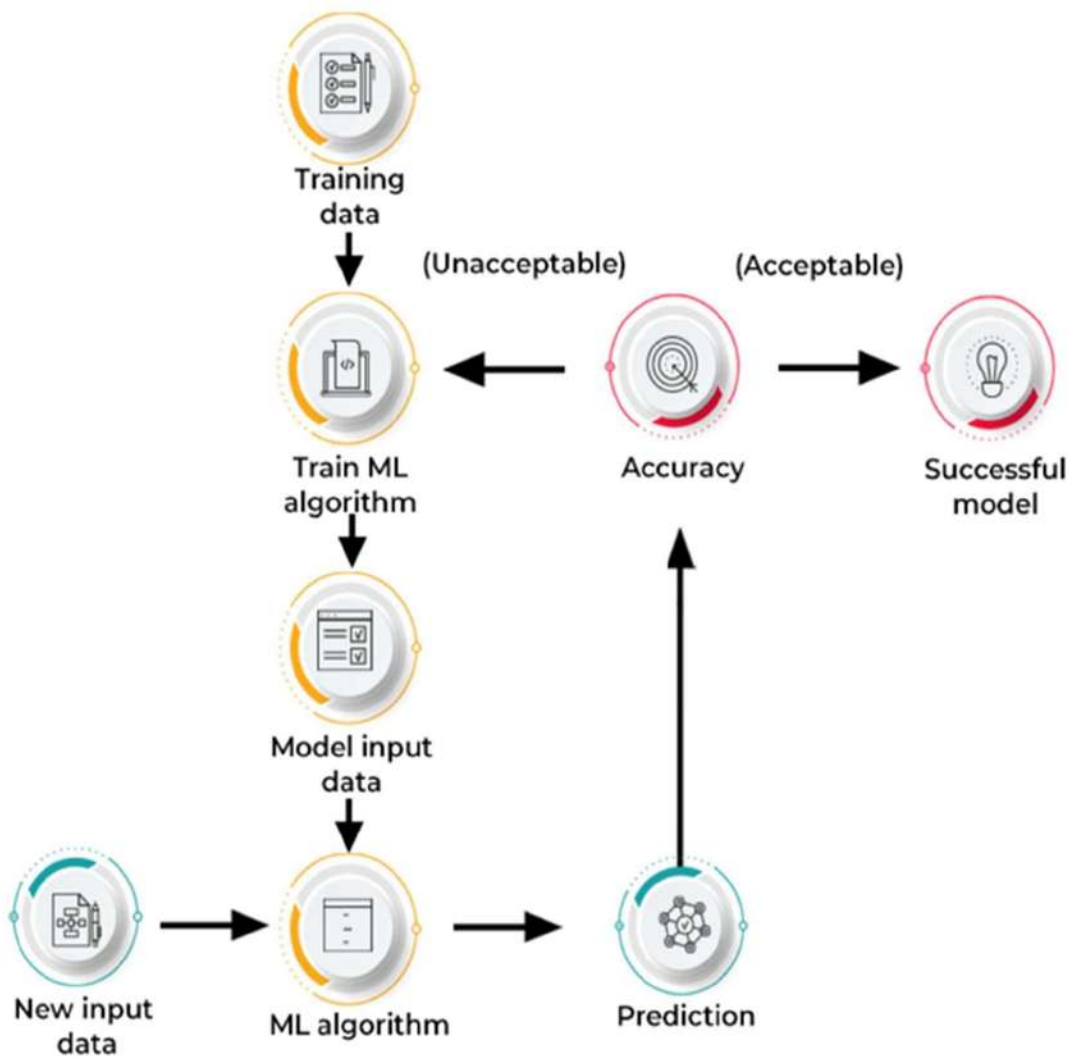 Training
data
(Unacceptable)
(Acceptable)
Train ML
algorithm
Accuracy
Successful
model
Model input
data
New input
data
ML algorithm
Prediction